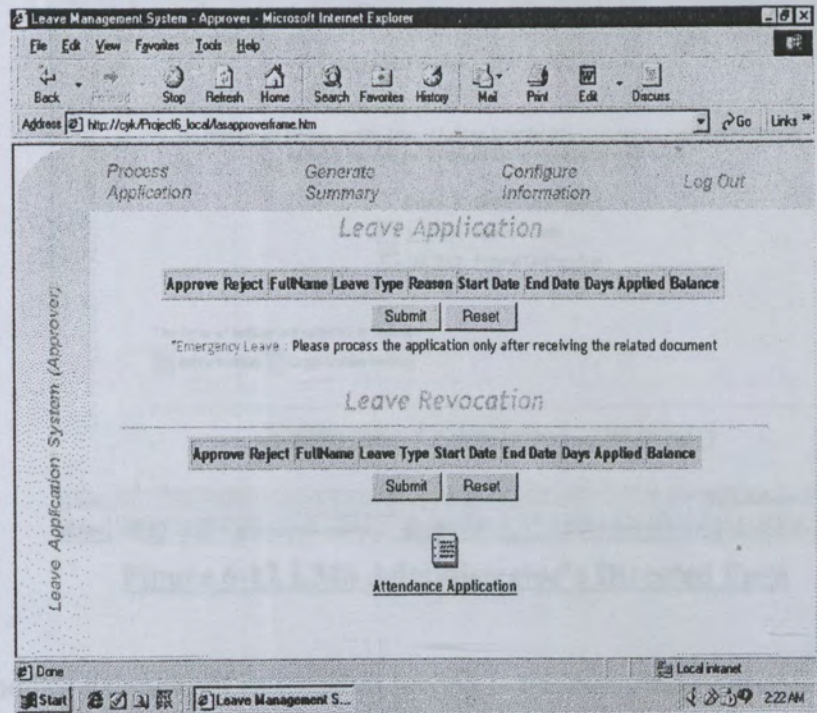 Leave Management System - Approver - Microsoft Internet Explorer
File Edit View Favorites Tools Help
Back Stop Refresh Home Search Favorites History Mail Print Edit Discuss
Address http://cyk/Project6_local/lasapproverframe.htm Go Links »
Process Application Generate Summary Configure Information Log Out
Leave Application System (Approver)
Leave Application
Approve Reject FullName Leave Type Reason Start Date End Date Days Applied Balance
Submit Reset
*Emergency Leave : Please process the application only after receiving the related document
Leave Revocation
Approve Reject FullName Leave Type Start Date End Date Days Applied Balance
Submit Reset
Attendance Application
Done Local intranet
Start Leave Management S... 2:22 AM